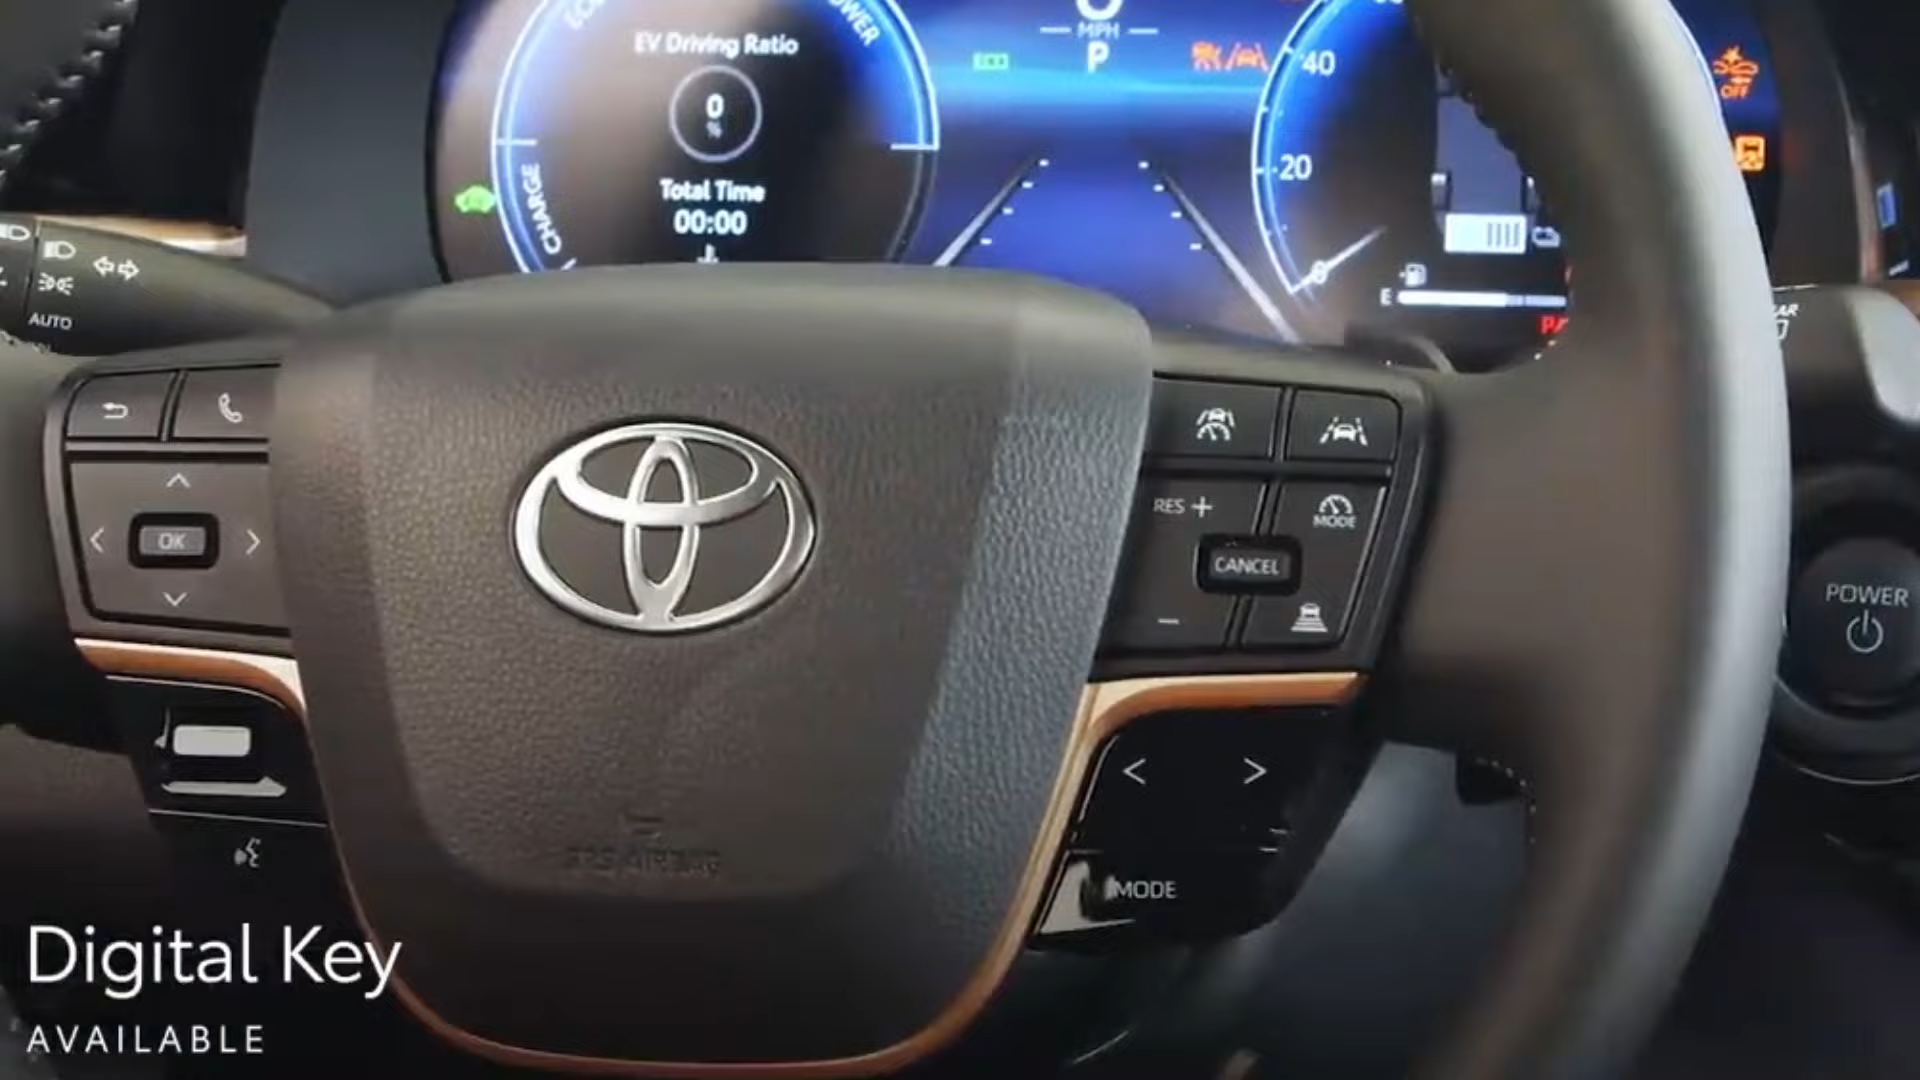 EV Driving Ratio
0
%
Total Time
00:00
CHARGE
ECO
MPH
P
40
20
0
E
OFF
AUTO
OK
RES +
MODE
CANCEL
POWER
MODE
Digital Key
AVAILABLE